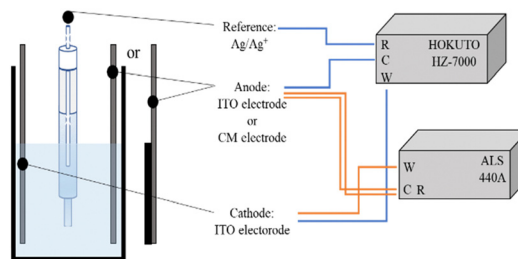 Reference:
Ag/Ag⁺
or
Anode:
ITO electrode
or
CM electrode
Cathode:
ITO electorode
R
C
W
HOKUTO
HZ-7000
W
C R
ALS
440A